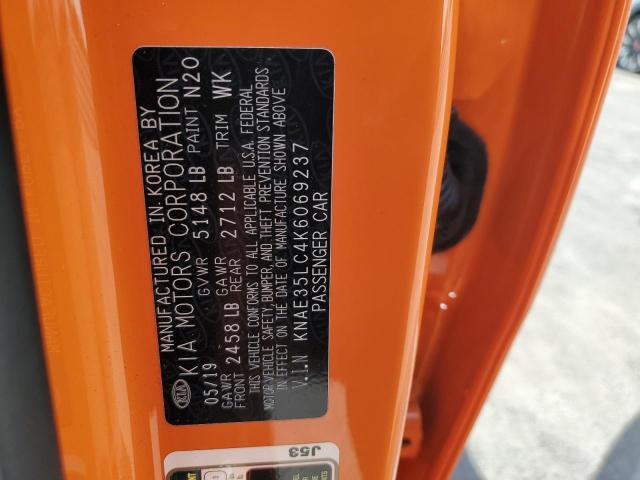 MANUFACTURED IN KOREA BY
KIA MOTORS CORPORATION
05/19 GVWR 5148 LB PAINT N2O
GAWR FRONT 2458 LB GAWR REAR 2712 LB TRIM WK
THIS VEHICLE CONFORMS TO ALL APPLICABLE U.S.A. FEDERAL
MOTOR VEHICLE SAFETY, BUMPER, AND THEFT PREVENTION STANDARDS
IN EFFECT ON THE DATE OF MANUFACTURE SHOWN ABOVE
V.I.N KNAE35LC4K6069237
PASSENGER CAR
KIA
J53